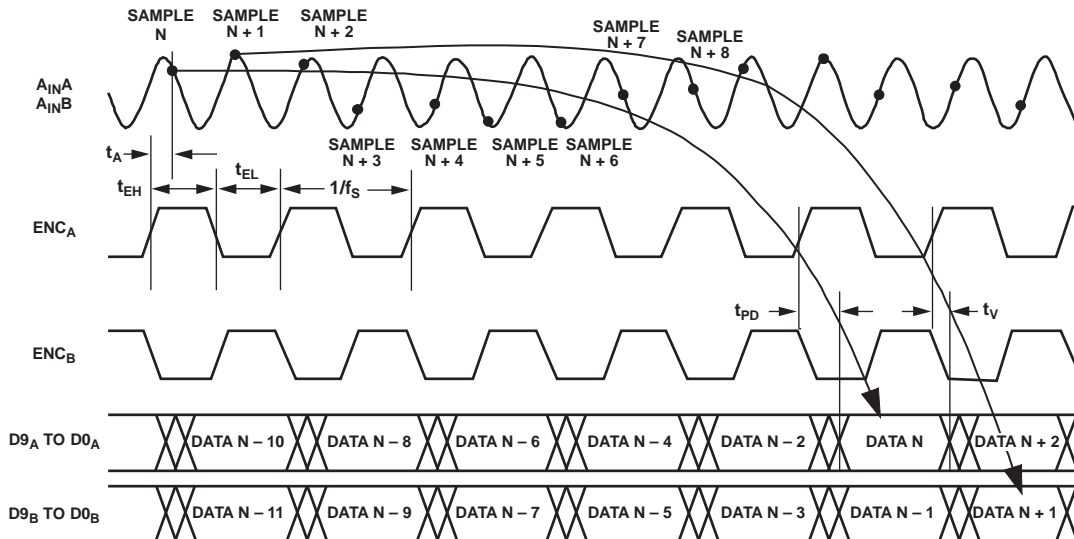 SAMPLE
N
SAMPLE
N + 1
SAMPLE
N + 2
SAMPLE
N + 7
SAMPLE
N + 8
AINA
AINB
SAMPLE
N + 3
SAMPLE
N + 4
SAMPLE
N + 5
SAMPLE
N + 6
tA
tEH
tEL
1/fS
ENCA
tPD
tV
ENCB
D9A TO D0A
DATA N – 10
DATA N – 8
DATA N – 6
DATA N – 4
DATA N – 2
DATA N
DATA N + 2
D9B TO D0B
DATA N – 11
DATA N – 9
DATA N – 7
DATA N – 5
DATA N – 3
DATA N – 1
DATA N + 1